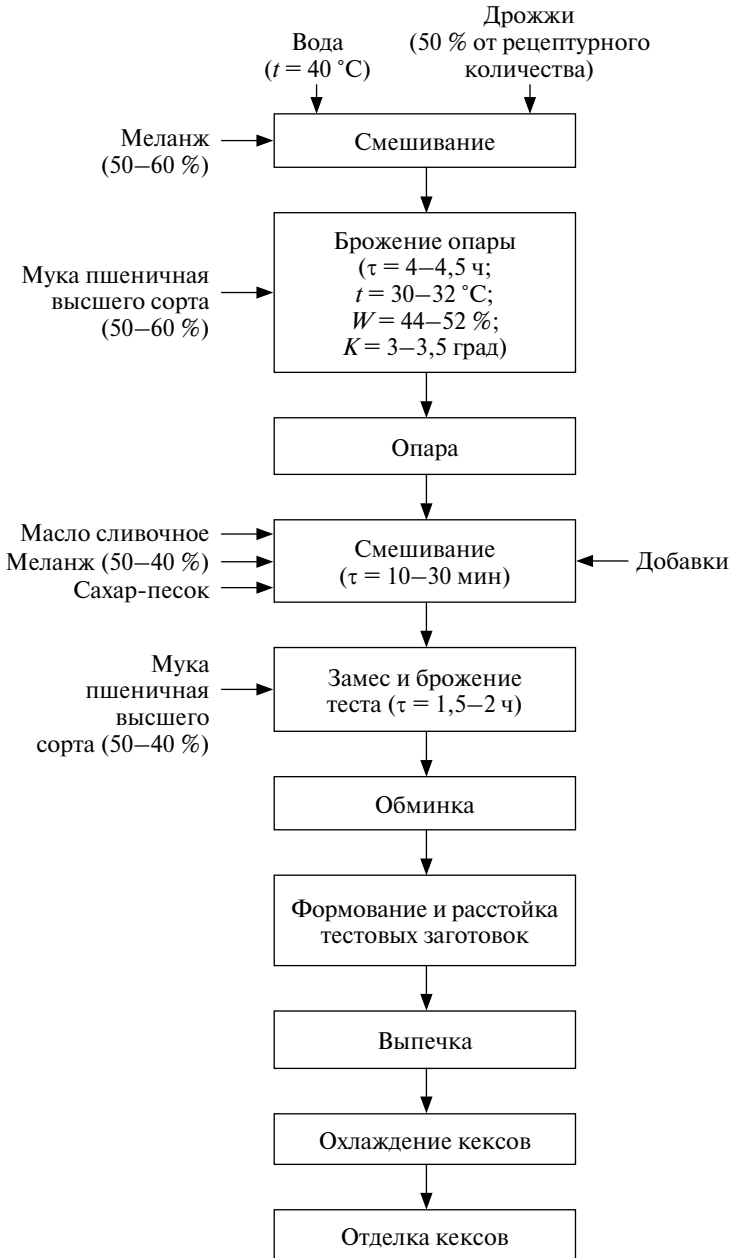 Вода
(t = 40 ˚C)
Дрожжи
(50 % от рецептурного
количества)
Меланж
(50–60 %)
Смешивание
Мука пшеничная
высшего сорта
(50–60 %)
Брожение опары
(τ = 4–4,5 ч;
t = 30–32 ˚C;
W = 44–52 %;
K = 3–3,5 град)
Опара
Масло сливочное
Меланж (50–40 %)
Сахар-песок
Смешивание
(τ = 10–30 мин)
Добавки
Мука
пшеничная
высшего
сорта (50–40 %)
Замес и брожение
теста (τ = 1,5–2 ч)
Обминка
Формование и расстойка
тестовых заготовок
Выпечка
Охлаждение кексов
Отделка кексов